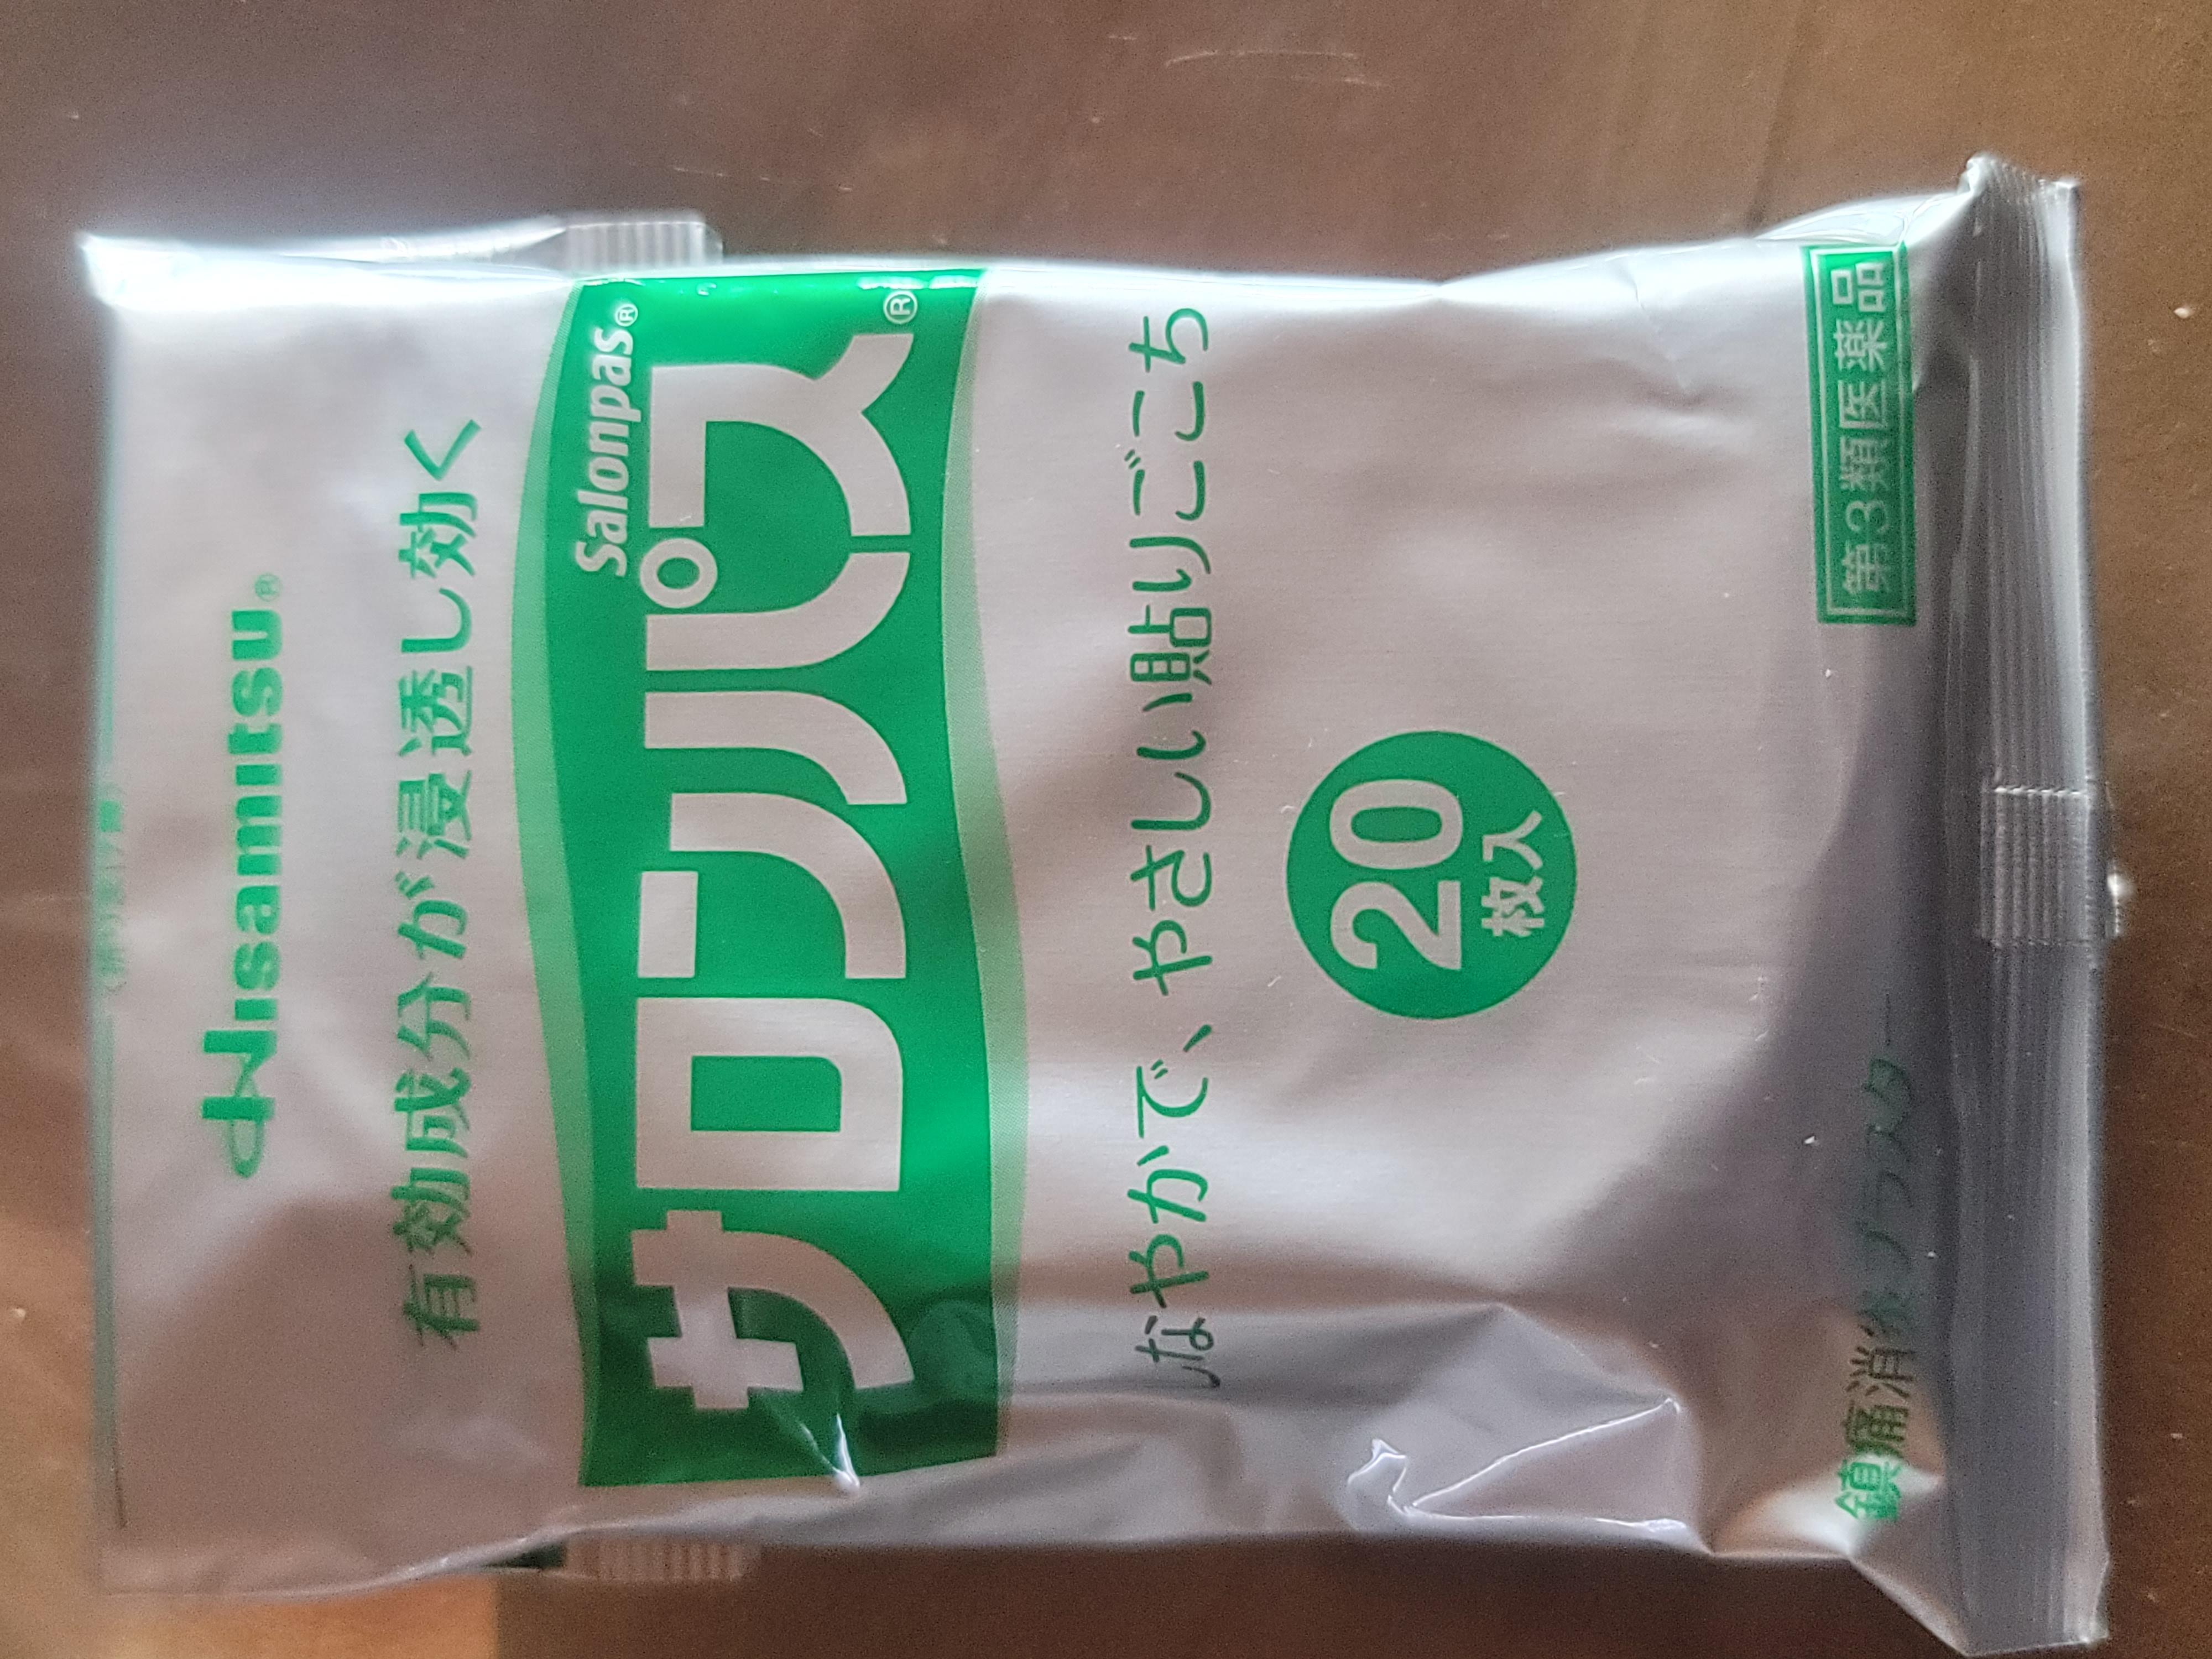 Hisamitsu®
有効成分が浸透し効く
Salonpas®
サロンパス®
しなやかで、やさしい貼りごこち
20
枚入
鎮痛消炎プラスター
第3類医薬品